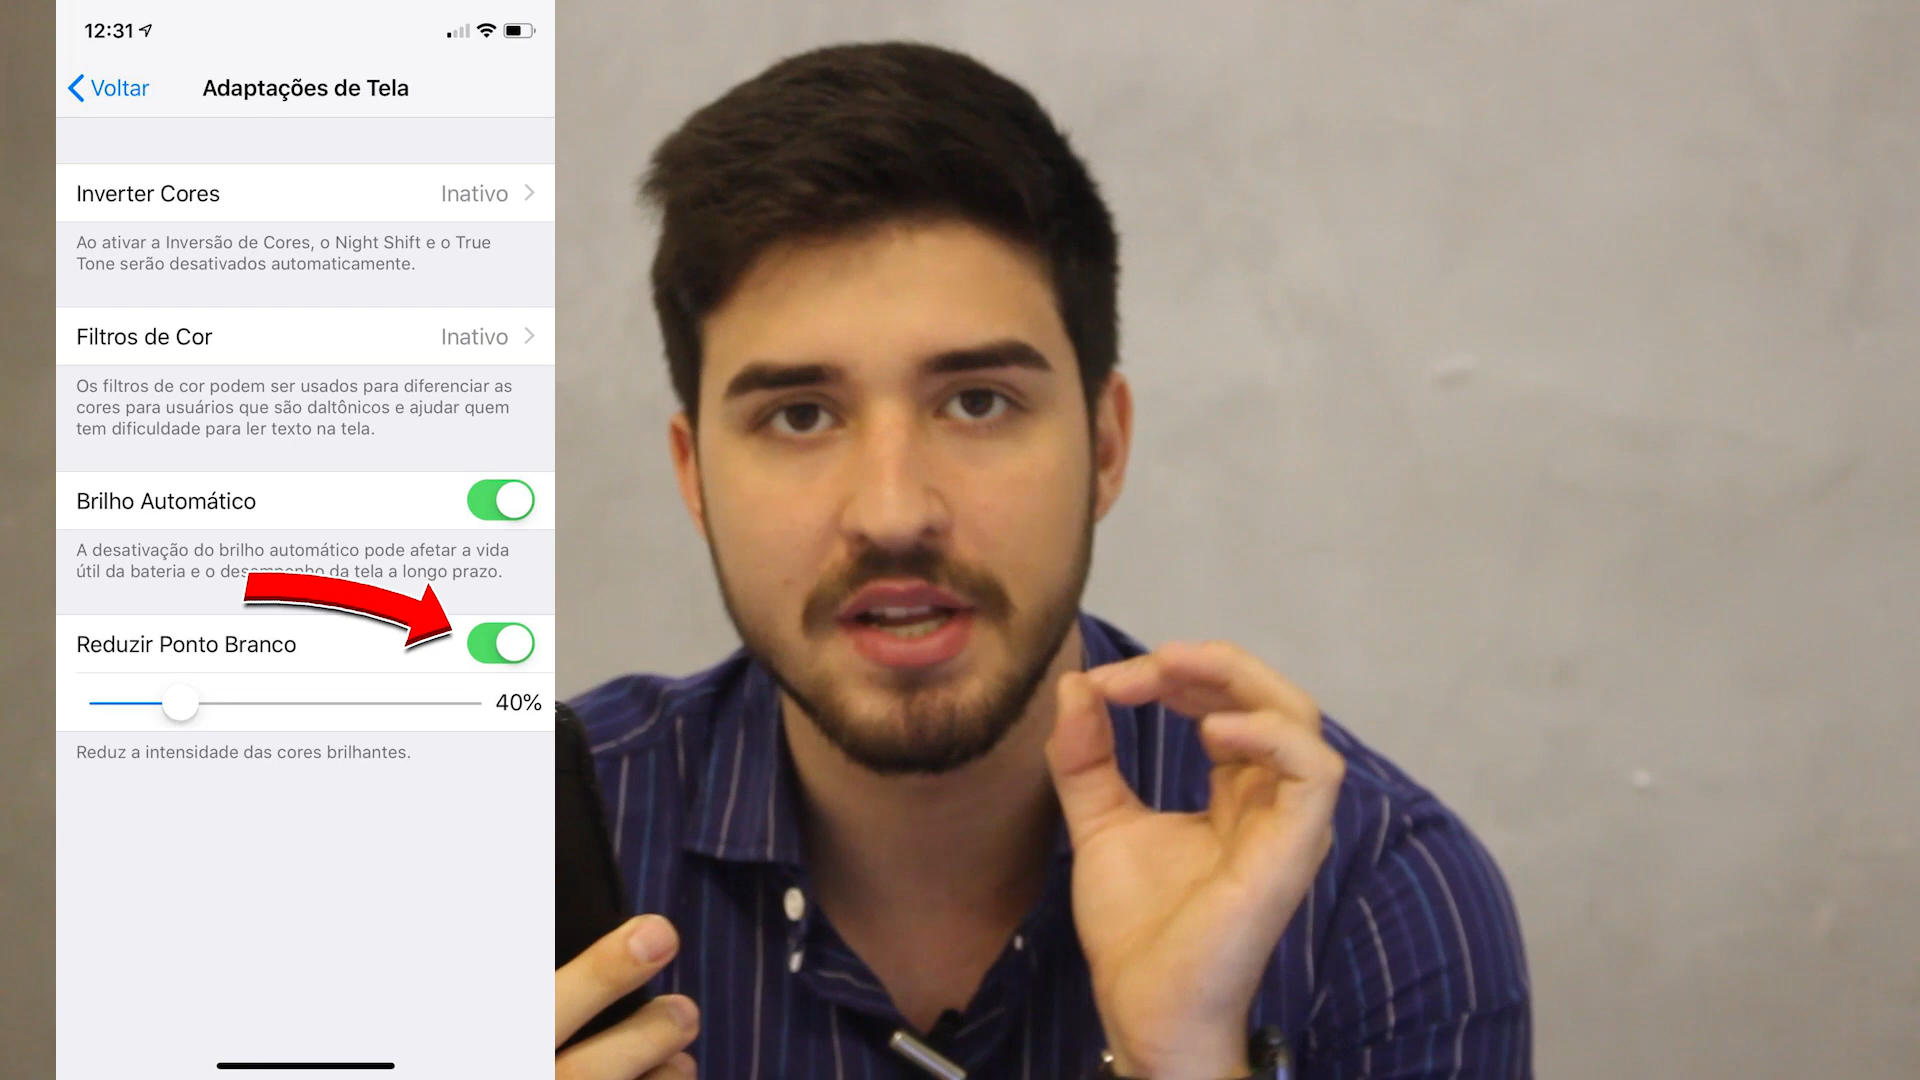 12:31
Voltar
Adaptações de Tela
Inverter Cores
Inativo
Ao ativar a Inversão de Cores, o Night Shift e o True
Tone serão desativados automaticamente.
Filtros de Cor
Inativo
Os filtros de cor podem ser usados para diferenciar as
cores para usuários que são daltônicos e ajudar quem
tem dificuldade para ler texto na tela.
Brilho Automático
A desativação do brilho automático pode afetar a vida
útil da bateria e o desempenho da tela a longo prazo.
Reduzir Ponto Branco
40%
Reduz a intensidade das cores brilhantes.